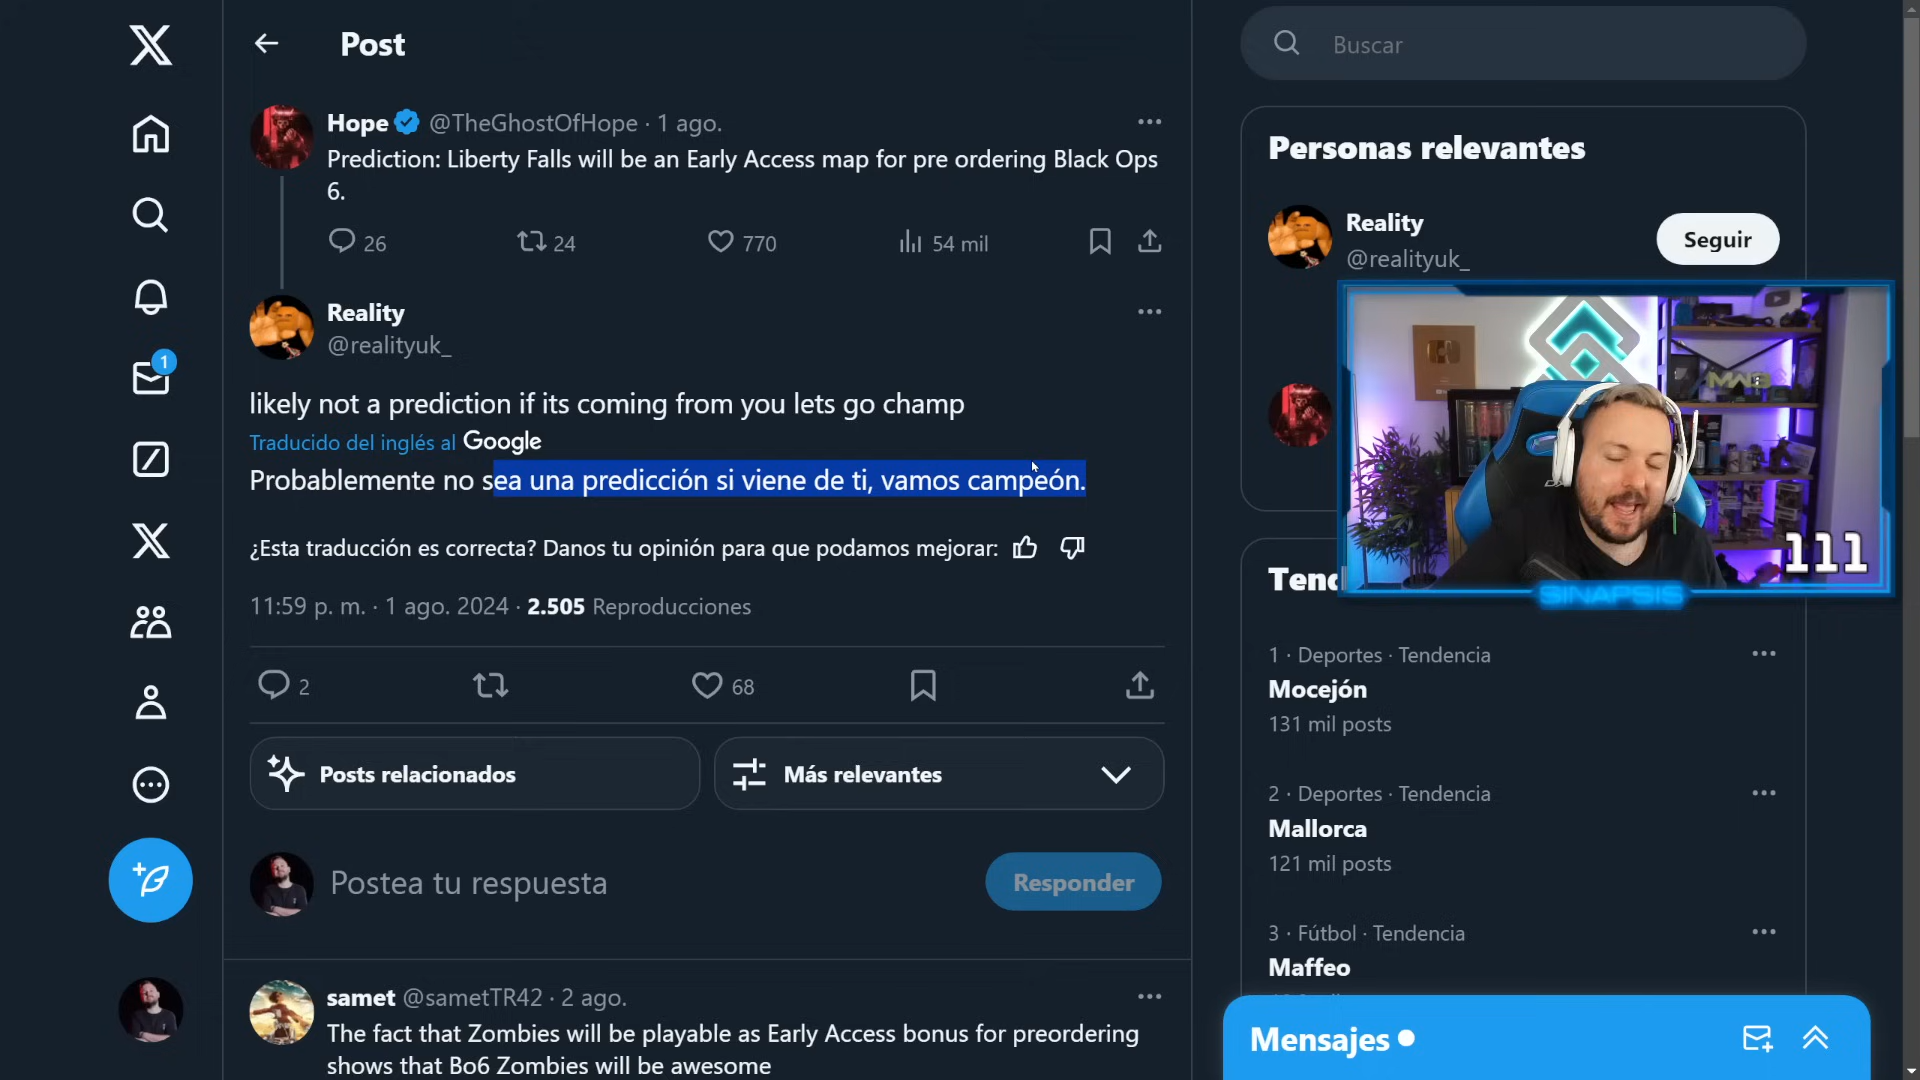 Post
Hope @TheGhostOfHope · 1 ago.
Prediction: Liberty Falls will be an Early Access map for pre ordering Black Ops
6.
26
24
770
54 mil
Reality
@realityuk_
likely not a prediction if its coming from you lets go champ
Traducido del inglés al Google
Probablemente no sea una predicción si viene de ti, vamos campeón.
¿Esta traducción es correcta? Danos tu opinión para que podamos mejorar:
11:59 p. m. · 1 ago. 2024 · 2.505 Reproducciones
2
68
Posts relacionados
Más relevantes
Postea tu respuesta
Responder
samet @sametTR42 · 2 ago.
The fact that Zombies will be playable as Early Access bonus for preordering
shows that Bo6 Zombies will be awesome
1
Buscar
Personas relevantes
Reality
@realityuk_
Seguir
111
SINAPSIS
Tend
1 · Deportes · Tendencia
Mocejón
131 mil posts
2 · Deportes · Tendencia
Mallorca
121 mil posts
3 · Fútbol · Tendencia
Maffeo
Mensajes